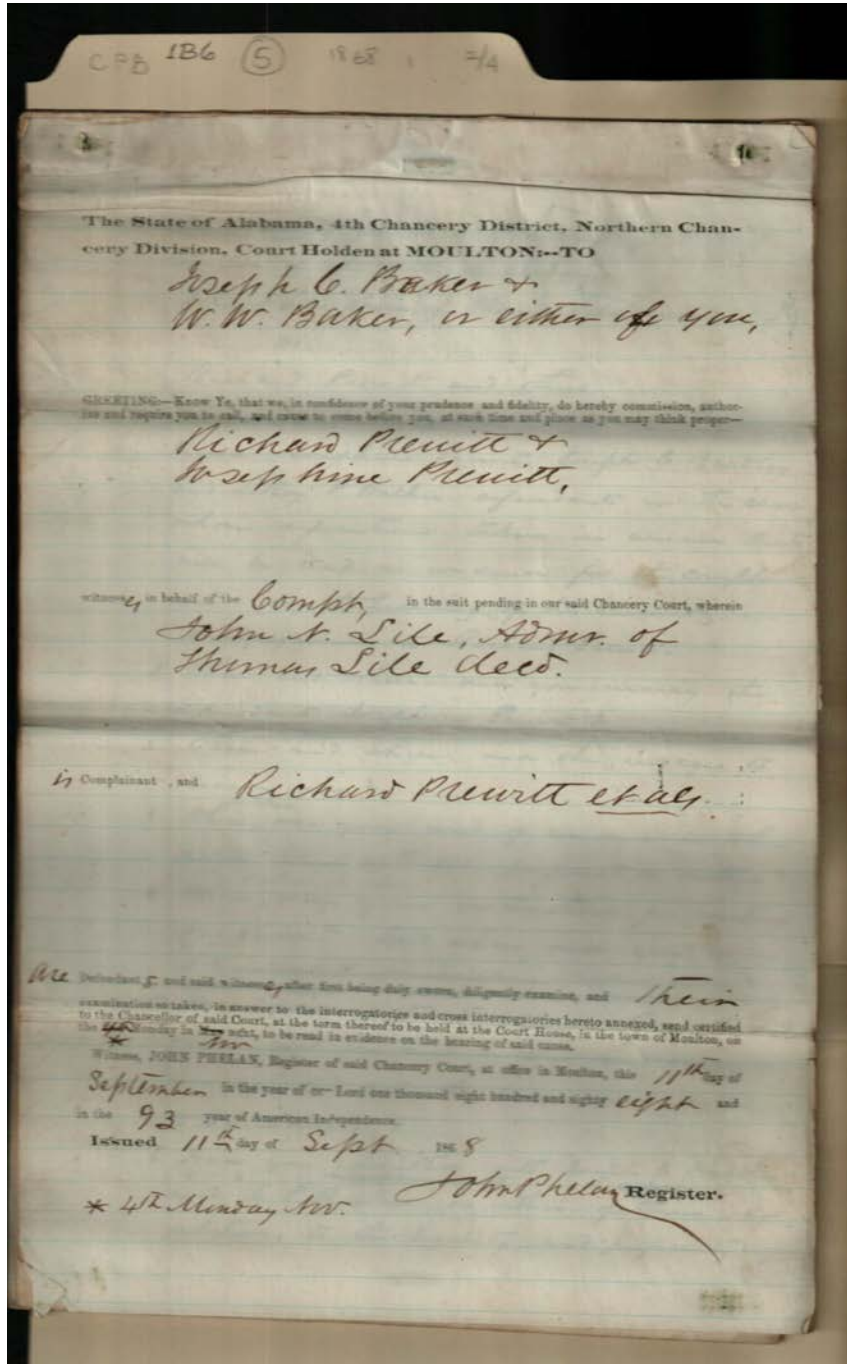 CPB 1B6 5 1868
The State of Alabama, 4th Chancery District, Northern Chan-
cery Division, Court Holden at MOULTON:--TO
Joseph C. Baker &
W. W. Baker, or either of you,
GREETING:—Know Ye, that we, in confidence of your prudence and fidelity, do hereby commission, author-
ize and require you to call, and cause to come before you, at such time and place as you may think proper—
Richard Prewitt &
Josephine Prewitt,
witnesses, in behalf of the Compt, in the suit pending in our said Chancery Court, wherein
John N. Lile, Admr. of
Thomas Lile decd.
is Complainant, and Richard Prewitt et als.
are Defendants and said witnesses, after first being duly sworn, diligently examine, and their
examination so taken, in answer to the interrogatories and cross interrogatories hereto annexed, send certified
to the Chancellor of said Court, at the term thereof to be held at the Court House, in the town of Moulton, on
the Monday in next, to be read in evidence on the hearing of said cause.
* Nov
Witness, JOHN PHELAN, Register of said Chancery Court, at office in Moulton, this 11th day of
September in the year of or- Lord one thousand eight hundred and eighty eight and
in the 93 year of American Independence.
Issued 11th day of Sept 1868
John Phelan Register.
* 4th Monday Nov.